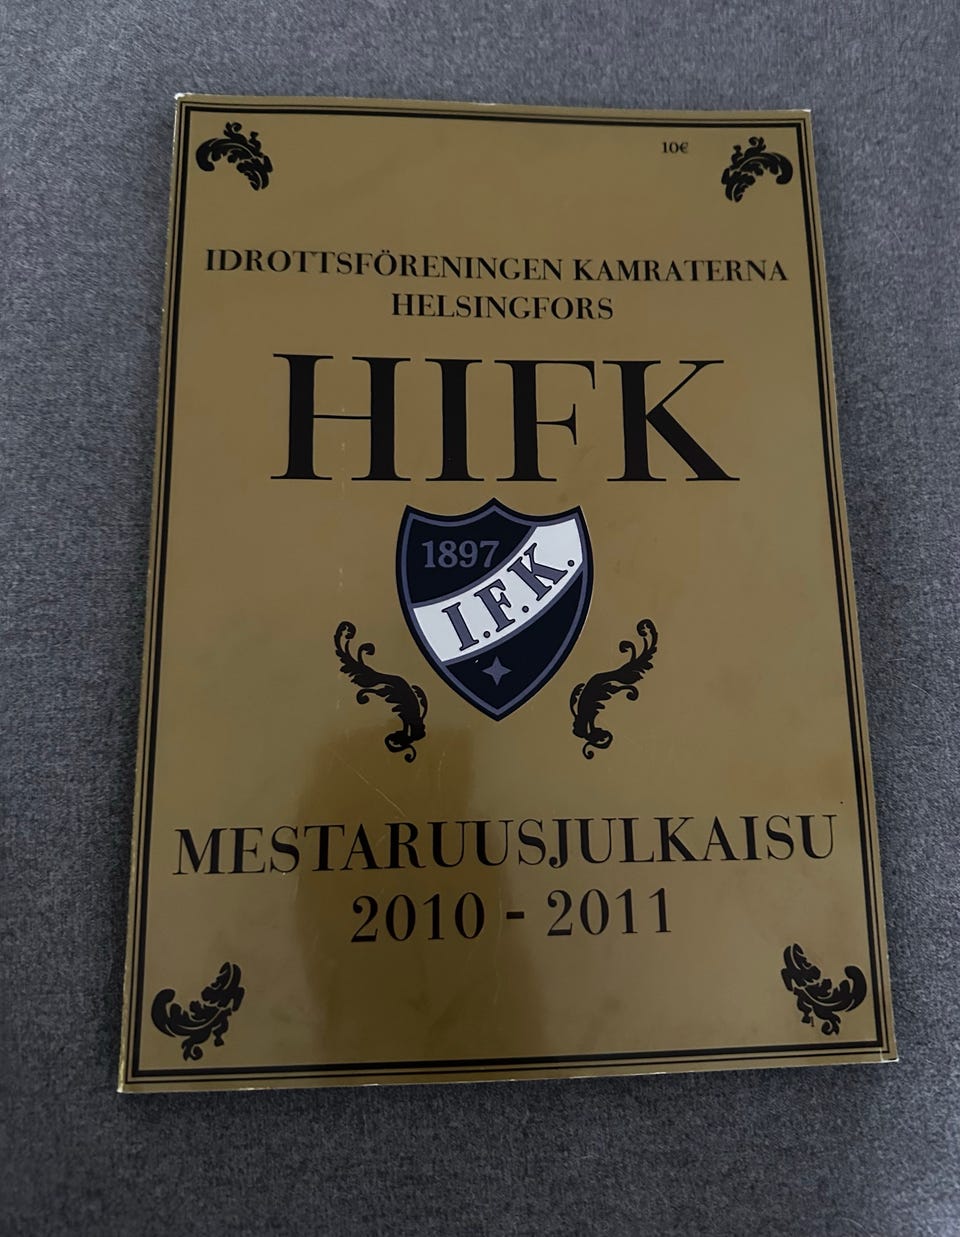 10€
IDROTTSFÖRENINGEN KAMRATERNA
HELSINGFORS
HIFK
1897
I.F.K.
MESTARUUSJULKAISU
2010 - 2011